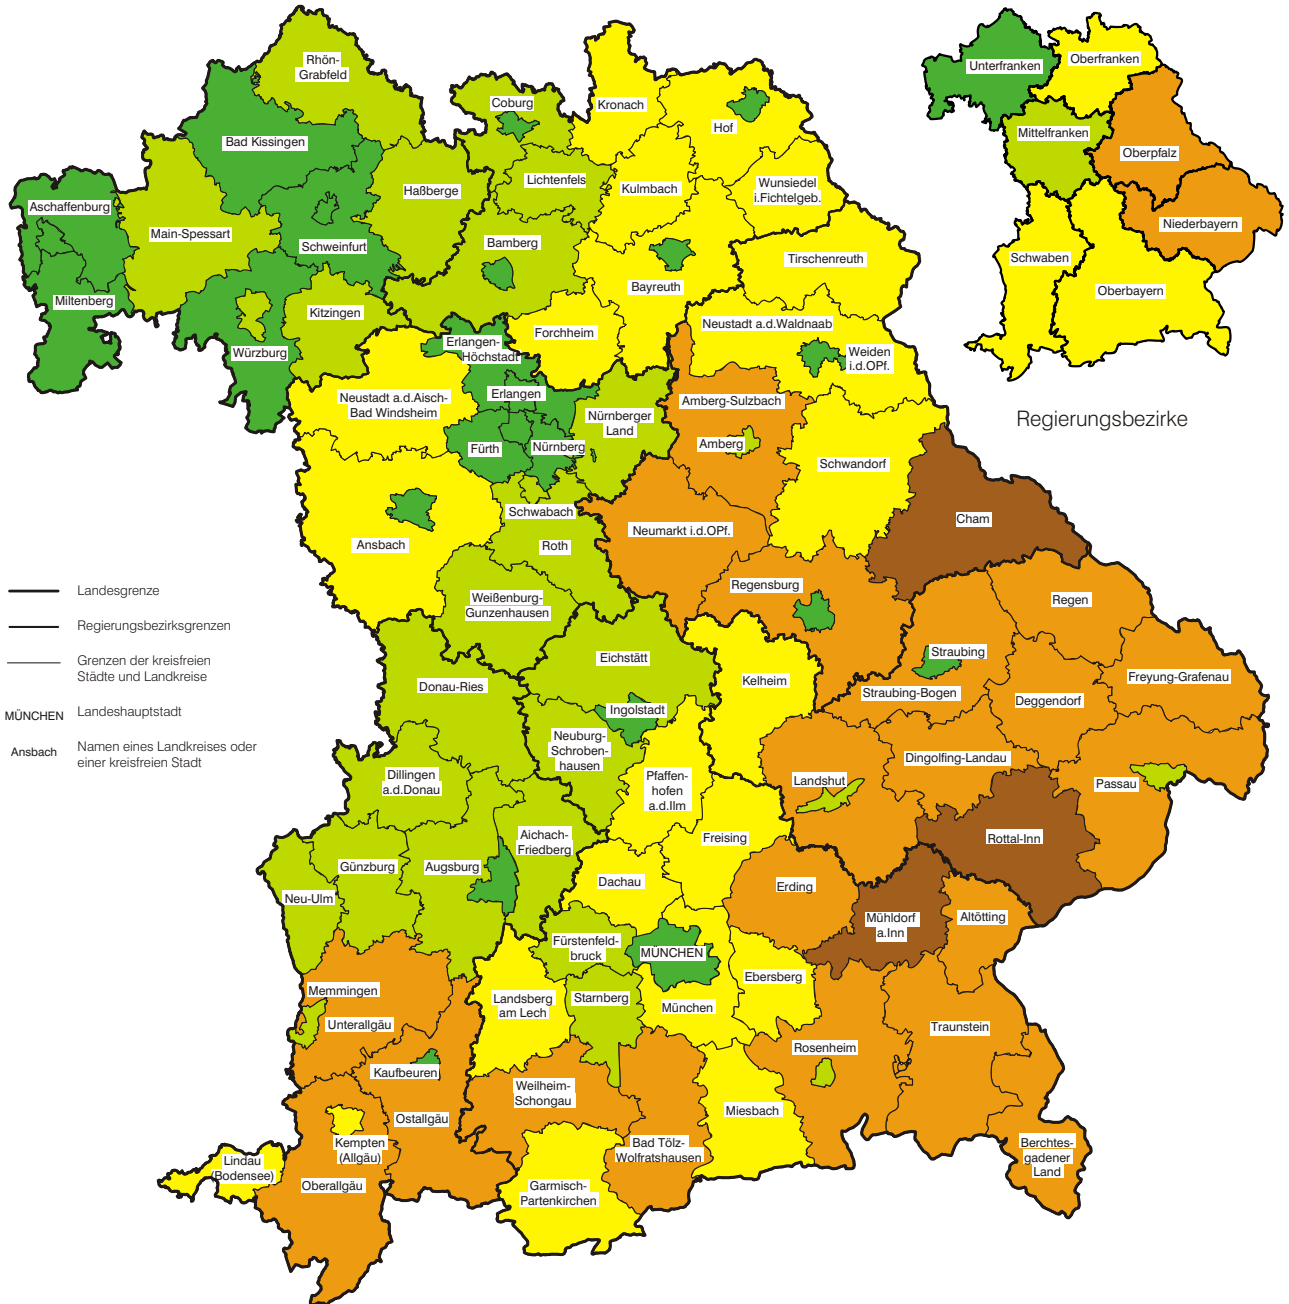 Rhön-
Grabfeld
Coburg
Kronach
Hof
Bad Kissingen
Lichtenfels
Kulmbach
Wunsiedel
i.Fichtelgeb.
Haßberge
Aschaffenburg
Main-Spessart
Schweinfurt
Bamberg
Tirschenreuth
Bayreuth
Miltenberg
Kitzingen
Neustadt a.d.Waldnaab
Forchheim
Erlangen-
Höchstadt
Würzburg
Weiden
i.d.OPf.
Neustadt a.d.Aisch-
Bad Windsheim
Erlangen
Amberg-Sulzbach
Nürnberger
Land
Fürth
Nürnberg
Amberg
Schwandorf
Schwabach
Cham
Neumarkt i.d.OPf.
Ansbach
Roth
Regensburg
Regen
Weißenburg-
Gunzenhausen
Straubing
Eichstätt
Kelheim
Freyung-Grafenau
Donau-Ries
Straubing-Bogen
Deggendorf
Ingolstadt
Neuburg-
Schroben-
hausen
Dingolfing-Landau
Dillingen
a.d.Donau
Pfaffen-
hofen
a.d.Ilm
Landshut
Passau
Aichach-
Friedberg
Freising
Rottal-Inn
Günzburg
Augsburg
Dachau
Erding
Neu-Ulm
Mühldorf
a.Inn
Altötting
Fürstenfeld-
bruck
MÜNCHEN
Ebersberg
Memmingen
Landsberg
am Lech
Starnberg
München
Unterallgäu
Traunstein
Rosenheim
Kaufbeuren
Weilheim-
Schongau
Ostallgäu
Miesbach
Kempten
(Allgäu)
Bad Tölz-
Wolfratshausen
Berchtes-
gadener
Land
Lindau
(Bodensee)
Oberallgäu
Garmisch-
Partenkirchen
Unterfranken
Oberfranken
Mittelfranken
Oberpfalz
Niederbayern
Schwaben
Oberbayern
Regierungsbezirke
Landesgrenze
Regierungsbezirksgrenzen
Grenzen der kreisfreien
Städte und Landkreise
MÜNCHEN Landeshauptstadt
Ansbach Namen eines Landkreises oder
einer kreisfreien Stadt